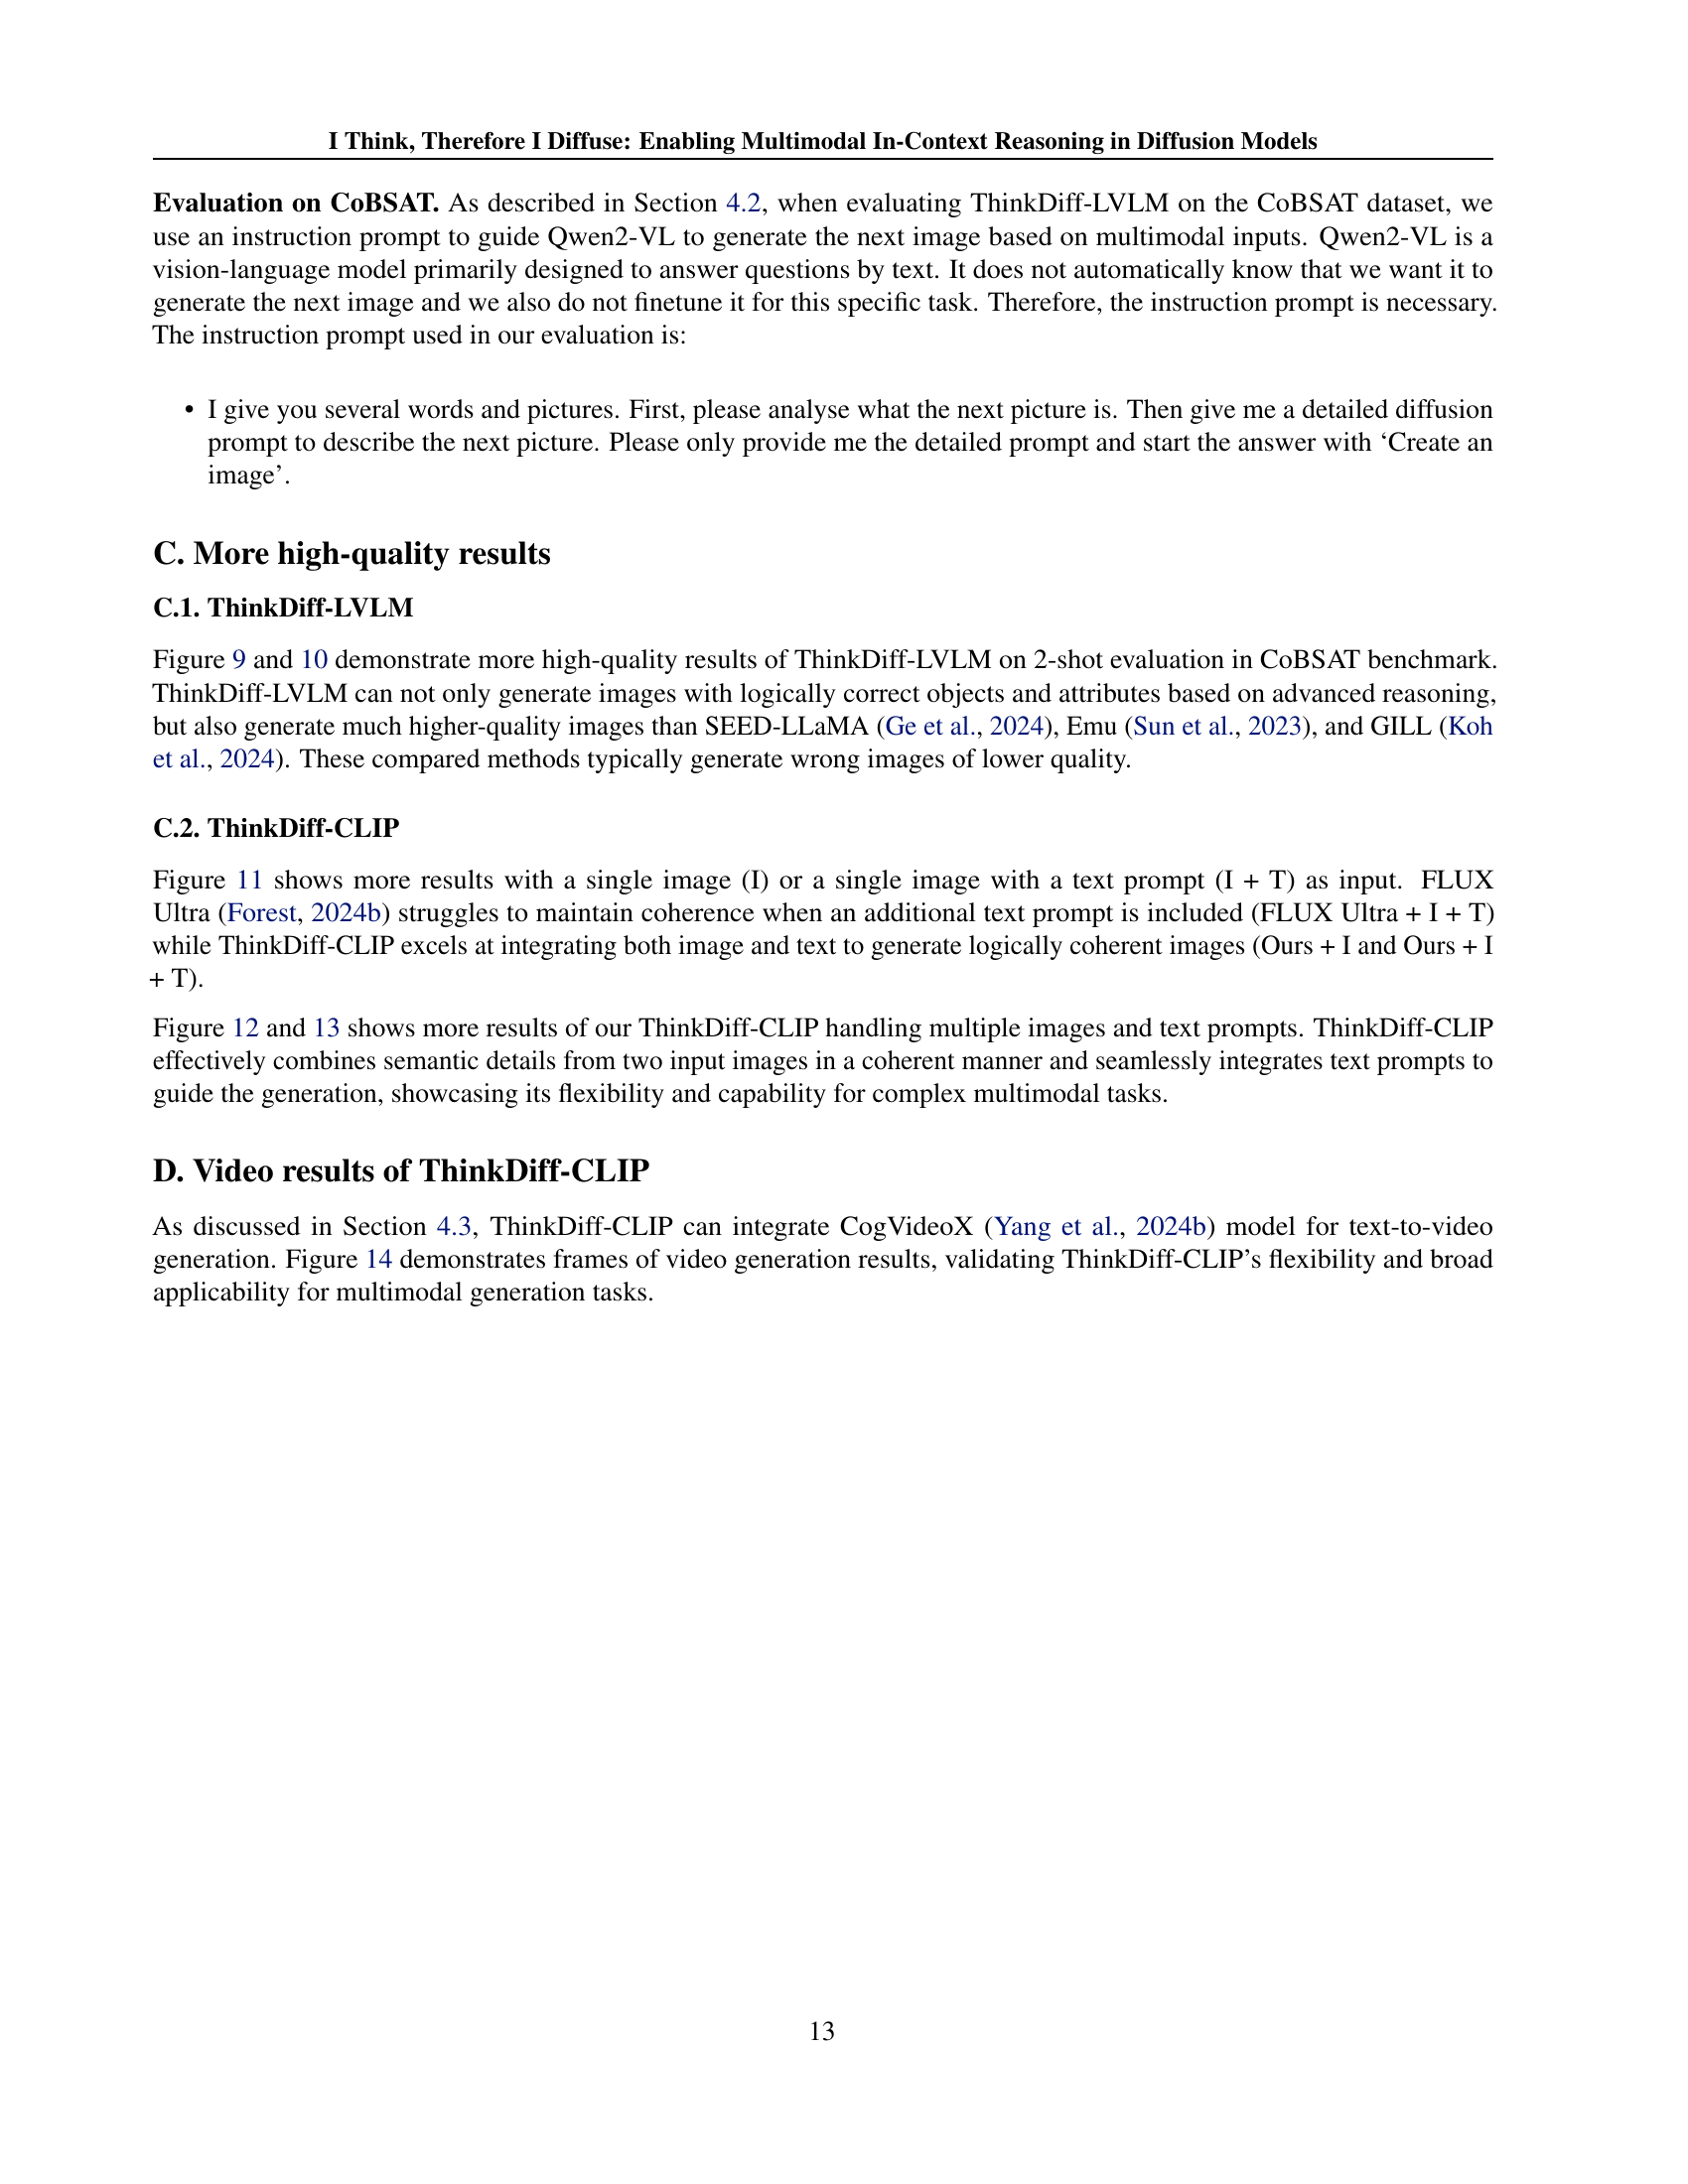 I Think, Therefore I Diffuse: Enabling Multimodal In-Context Reasoning in Diffusion Models
Evaluation on CoBSAT. As described in Section 4.2, when evaluating ThinkDiff-LVLM on the CoBSAT dataset, we
use an instruction prompt to guide Qwen2-VL to generate the next image based on multimodal inputs. Qwen2-VL is a
vision-language model primarily designed to answer questions by text. It does not automatically know that we want it to
generate the next image and we also do not finetune it for this specific task. Therefore, the instruction prompt is necessary.
The instruction prompt used in our evaluation is:
• I give you several words and pictures. First, please analyse what the next picture is. Then give me a detailed diffusion
prompt to describe the next picture. Please only provide me the detailed prompt and start the answer with ‘Create an
image’.
C. More high-quality results
C.1. ThinkDiff-LVLM
Figure 9 and 10 demonstrate more high-quality results of ThinkDiff-LVLM on 2-shot evaluation in CoBSAT benchmark.
ThinkDiff-LVLM can not only generate images with logically correct objects and attributes based on advanced reasoning,
but also generate much higher-quality images than SEED-LLaMA (Ge et al., 2024), Emu (Sun et al., 2023), and GILL (Koh
et al., 2024). These compared methods typically generate wrong images of lower quality.
C.2. ThinkDiff-CLIP
Figure 11 shows more results with a single image (I) or a single image with a text prompt (I + T) as input. FLUX
Ultra (Forest, 2024b) struggles to maintain coherence when an additional text prompt is included (FLUX Ultra + I + T)
while ThinkDiff-CLIP excels at integrating both image and text to generate logically coherent images (Ours + I and Ours + I
+ T).
Figure 12 and 13 shows more results of our ThinkDiff-CLIP handling multiple images and text prompts. ThinkDiff-CLIP
effectively combines semantic details from two input images in a coherent manner and seamlessly integrates text prompts to
guide the generation, showcasing its flexibility and capability for complex multimodal tasks.
D. Video results of ThinkDiff-CLIP
As discussed in Section 4.3, ThinkDiff-CLIP can integrate CogVideoX (Yang et al., 2024b) model for text-to-video
generation. Figure 14 demonstrates frames of video generation results, validating ThinkDiff-CLIP’s flexibility and broad
applicability for multimodal generation tasks.
13